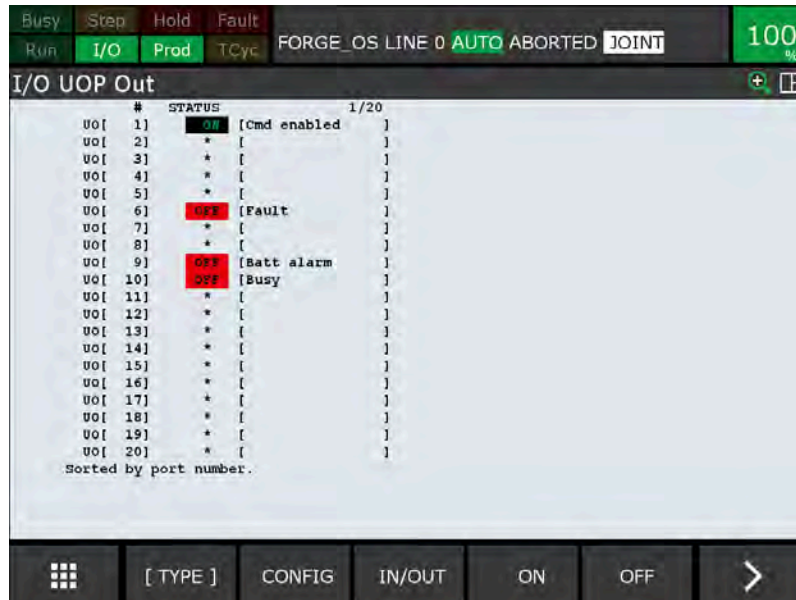 Busy Step Hold Fault
Run I/O Prod TCyc FORGE_OS LINE 0 AUTO ABORTED JOINT 100 %
I/O UOP Out
# STATUS 1/20
UO[ 1] ON [Cmd enabled ]
UO[ 2] * [ ]
UO[ 3] * [ ]
UO[ 4] * [ ]
UO[ 5] * [ ]
UO[ 6] OFF [Fault ]
UO[ 7] * [ ]
UO[ 8] * [ ]
UO[ 9] OFF [Batt alarm ]
UO[ 10] OFF [Busy ]
UO[ 11] * [ ]
UO[ 12] * [ ]
UO[ 13] * [ ]
UO[ 14] * [ ]
UO[ 15] * [ ]
UO[ 16] * [ ]
UO[ 17] * [ ]
UO[ 18] * [ ]
UO[ 19] * [ ]
UO[ 20] * [ ]
Sorted by port number.
[ TYPE ] CONFIG IN/OUT ON OFF >